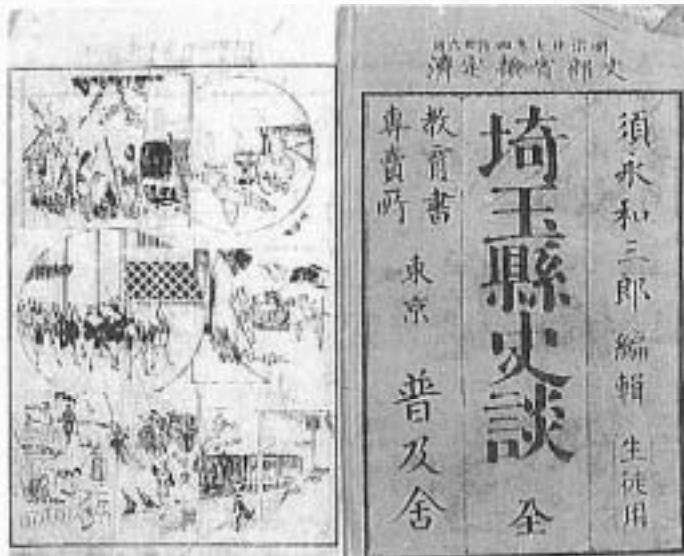 文部省檢定濟
須永和三郎編輯 生徒用
埼玉縣史談 全
教育書
專賣所
東京 普及舍